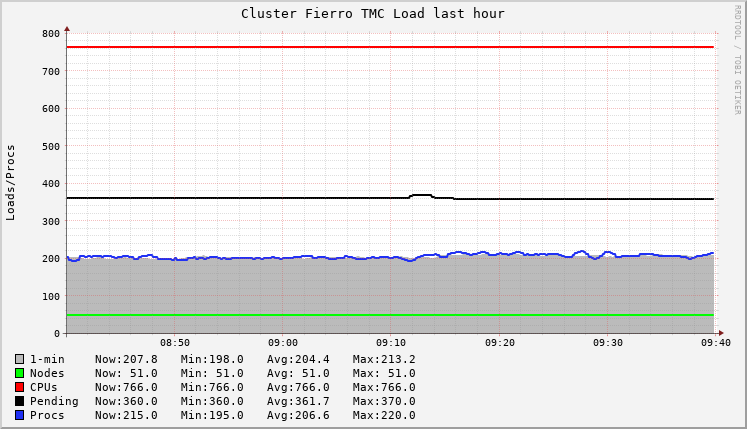 Cluster Fierro TMC Load last hour
RRDTOOL / TOBI OETIKER
Loads/Procs
800
700
600
500
400
300
200
100
0
08:50 09:00 09:10 09:20 09:30 09:40
1-min Now:207.8 Min:198.0 Avg:204.4 Max:213.2
Nodes Now: 51.0 Min: 51.0 Avg: 51.0 Max: 51.0
CPUs Now:766.0 Min:766.0 Avg:766.0 Max:766.0
Pending Now:360.0 Min:360.0 Avg:361.7 Max:370.0
Procs Now:215.0 Min:195.0 Avg:206.6 Max:220.0